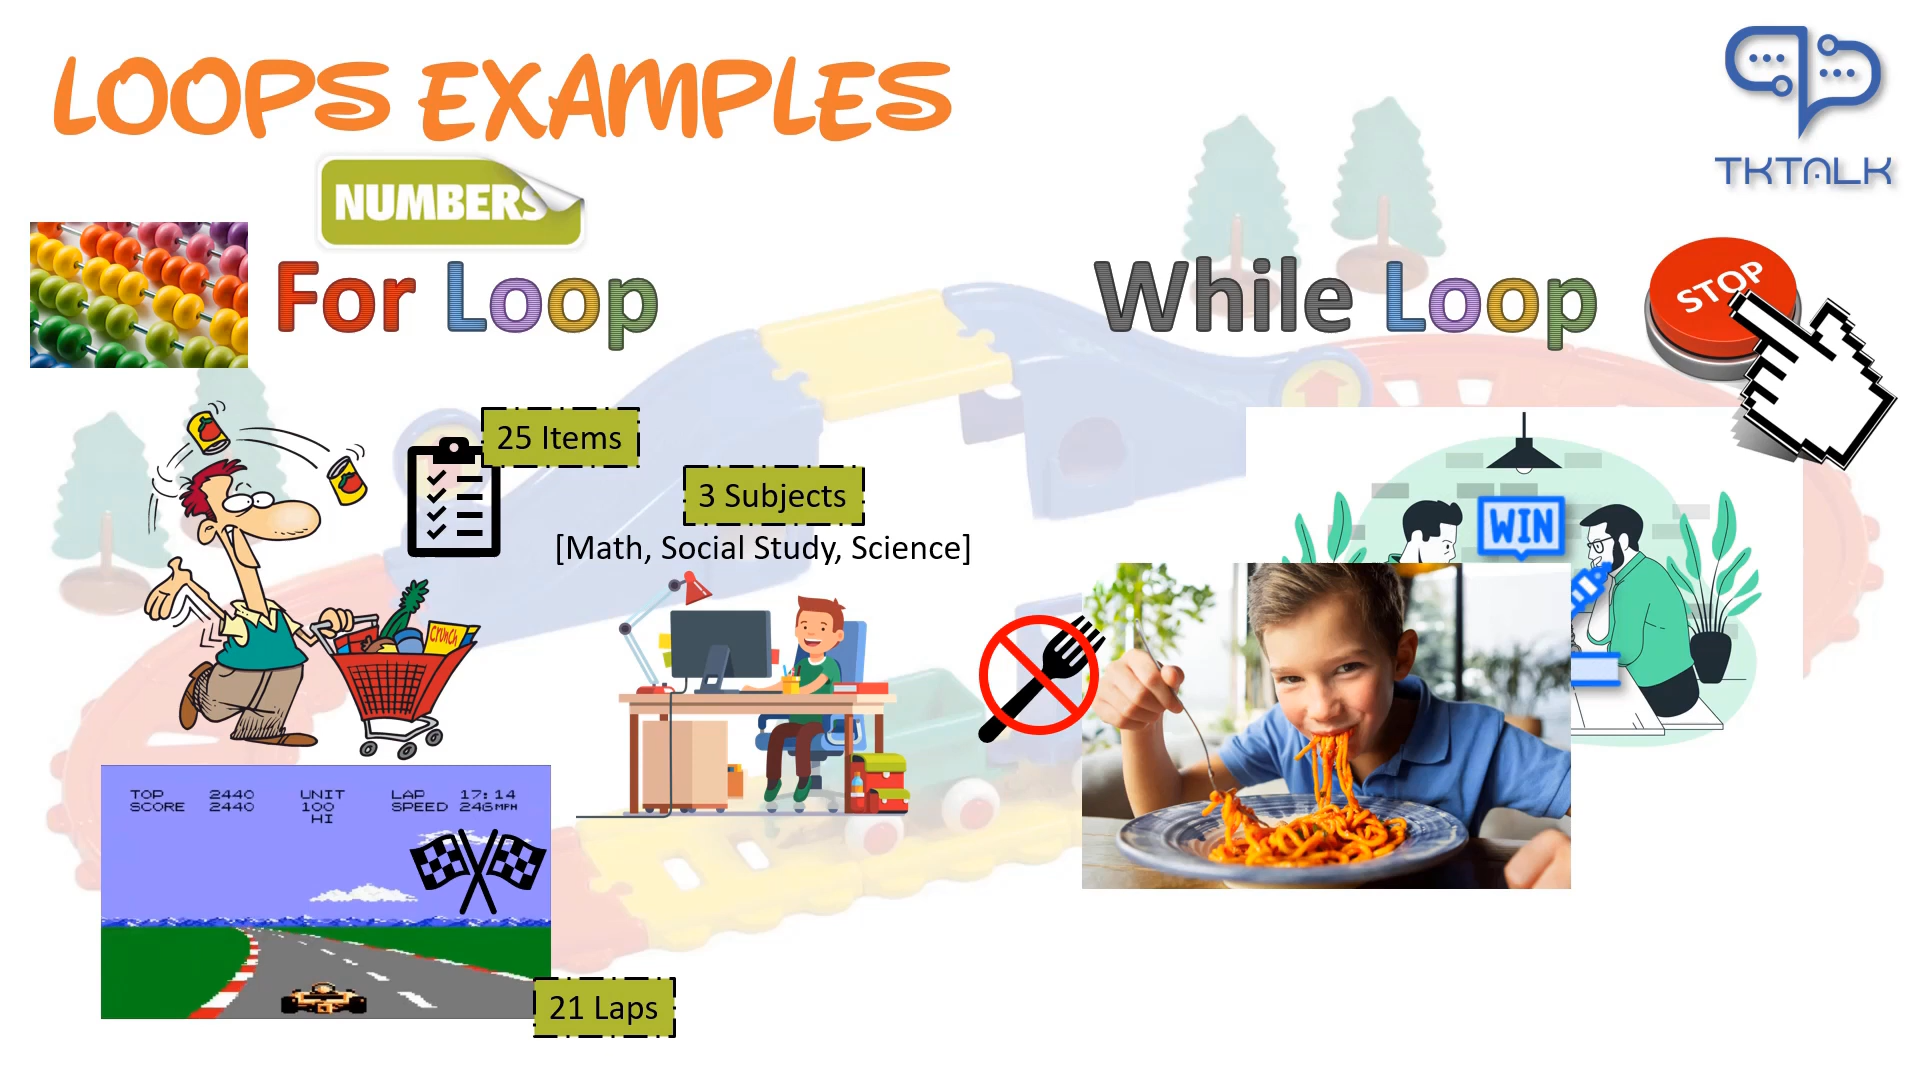 LOOPS EXAMPLES
TKTALK
NUMBERS
For Loop
While Loop
STOP
25 Items
3 Subjects
[Math, Social Study, Science]
WIN
CRUNCH
TOP 2440 UNIT LAP 17:14
SCORE 2440 100 SPEED 246MPH
HI
21 Laps